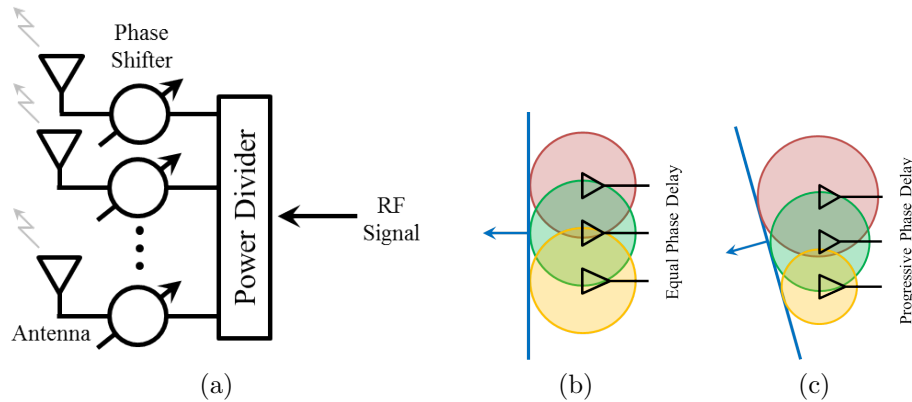 Phase
Shifter
Power Divider
RF
Signal
Antenna
(a)
Equal Phase Delay
(b)
Progressive Phase Delay
(c)